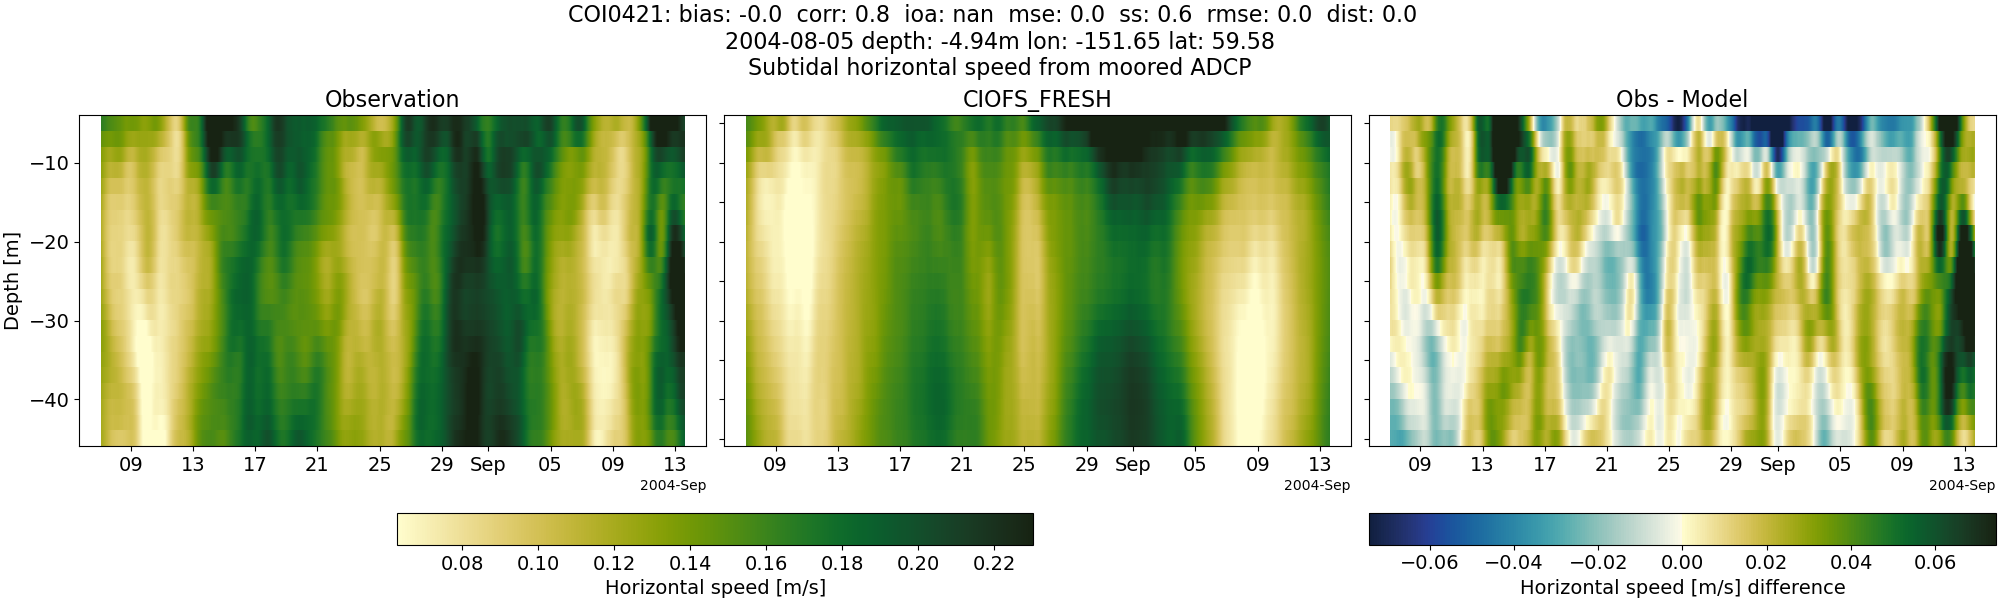 COI0421: bias: -0.0  corr: 0.8  ioa: nan  mse: 0.0  ss: 0.6  rmse: 0.0  dist: 0.0
2004-08-05 depth: -4.94m lon: -151.65 lat: 59.58
Subtidal horizontal speed from moored ADCP
Observation
CIOFS_FRESH
Obs - Model
Depth [m]
−10
−20
−30
−40
09 13 17 21 25 29 Sep 05 09 13
2004-Sep
09 13 17 21 25 29 Sep 05 09 13
2004-Sep
09 13 17 21 25 29 Sep 05 09 13
2004-Sep
0.08 0.10 0.12 0.14 0.16 0.18 0.20 0.22
Horizontal speed [m/s]
−0.06 −0.04 −0.02 0.00 0.02 0.04 0.06
Horizontal speed [m/s] difference